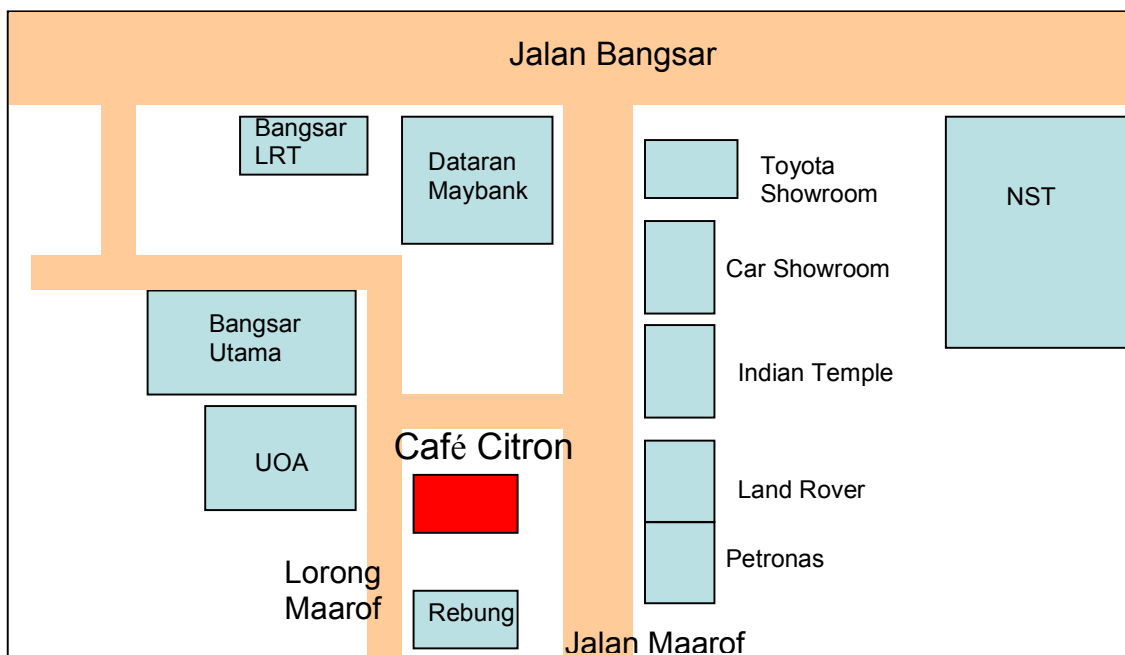 Jalan Bangsar
Bangsar
LRT
Dataran
Maybank
Toyota
Showroom
NST
Car Showroom
Bangsar
Utama
Indian Temple
Café Citron
UOA
Land Rover
Petronas
Lorong
Maarof
Rebung
Jalan Maarof